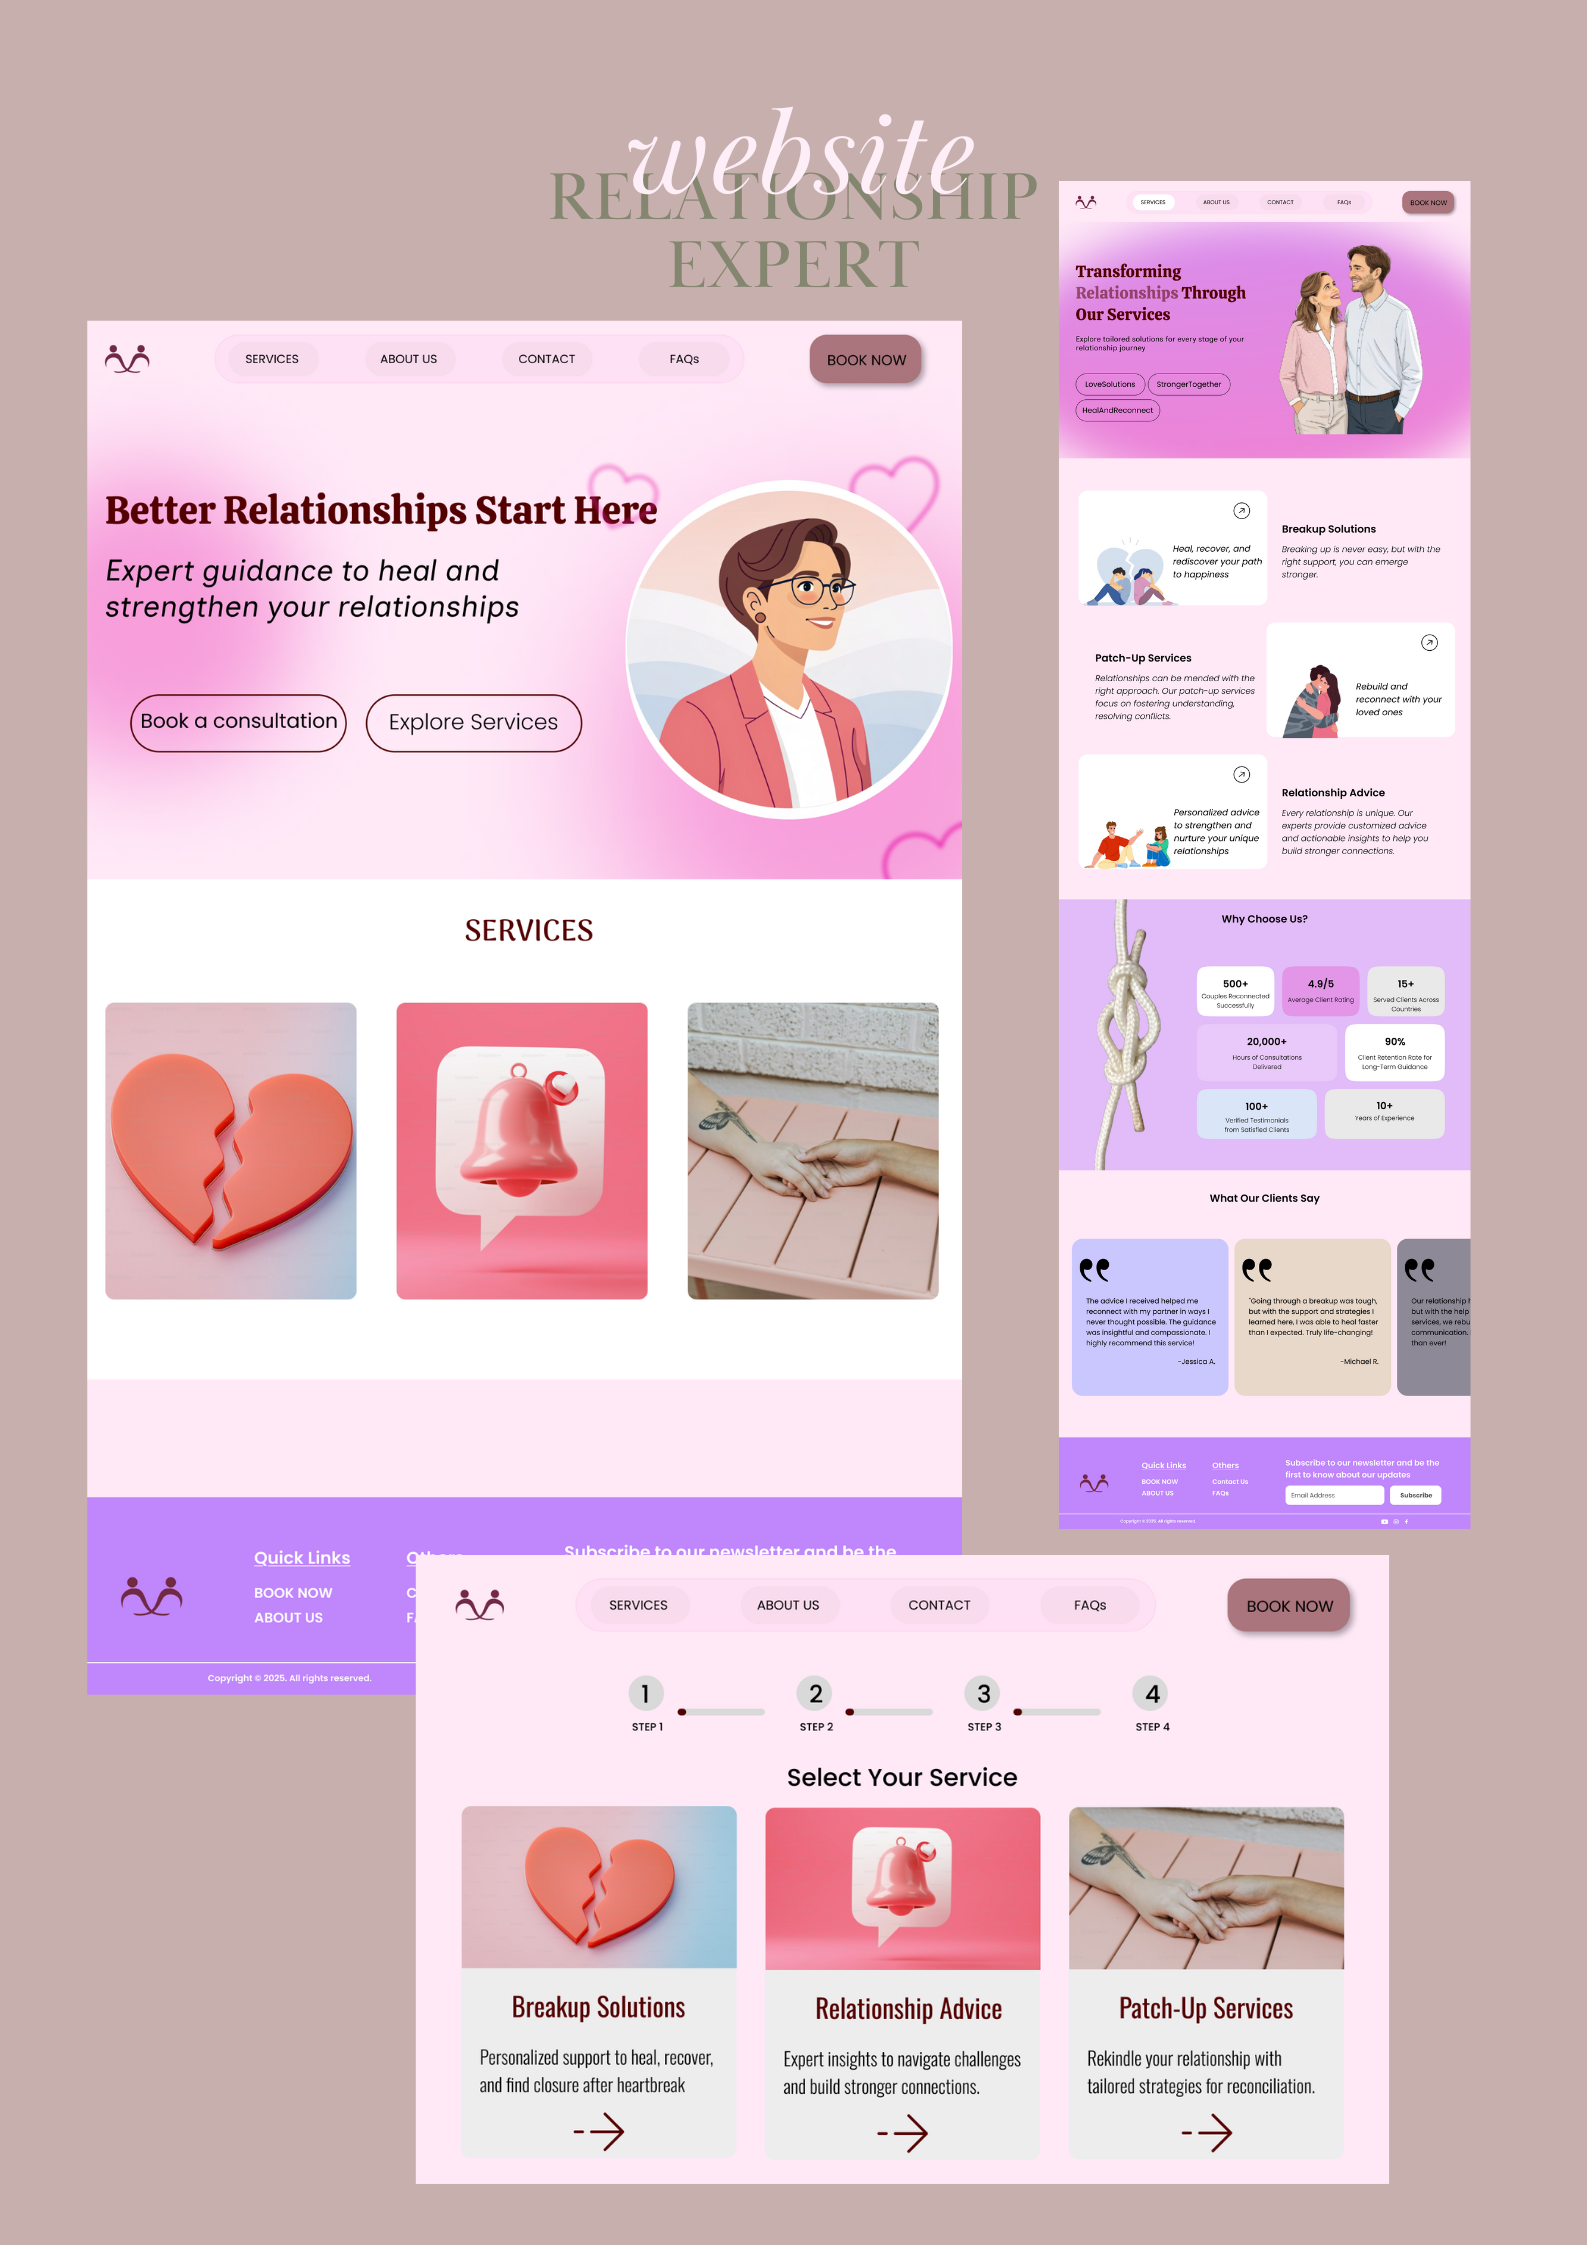 website
RELATIONSHIP
EXPERT
SERVICES
ABOUT US
CONTACT
FAQs
BOOK NOW
Better Relationships Start Here
Expert guidance to heal and
strengthen your relationships
Book a consultation
Explore Services
SERVICES
Quick Links
BOOK NOW
ABOUT US
Subscribe to our newsletter and be the
Copyright © 2025. All rights reserved.
SERVICES
ABOUT US
CONTACT
FAQs
BOOK NOW
Transforming
Relationships Through
Our Services
Explore tailored solutions for every stage of your
relationship journey
LoveSolutions
StrongerTogether
HealAndReconnect
Heal, recover, and
rediscover your path
to happiness
Breakup Solutions
Breaking up is never easy, but with the
right support, you can emerge
stronger.
Patch-Up Services
Relationships can be mended with the
right approach. Our patch-up services
focus on fostering understanding,
resolving conflicts.
Rebuild and
reconnect with your
loved ones
Personalized advice
to strengthen and
nurture your unique
relationships
Relationship Advice
Every relationship is unique. Our
experts provide customized advice
and actionable insights to help you
build stronger connections.
Why Choose Us?
500+
Couples Reconnected
Successfully
4.9/5
Average Client Rating
15+
Served Clients Across
Countries
20,000+
Hours of Consultations
Delivered
90%
Client Retention Rate for
Long-Term Guidance
100+
Verified Testimonials
from Satisfied Clients
10+
Years of Experience
What Our Clients Say
The advice I received helped me
reconnect with my partner in ways I
never thought possible. The guidance
was insightful and compassionate. I
highly recommend this service!
-Jessica A.
"Going through a breakup was tough,
but with the support and strategies I
learned here, I was able to heal faster
than I expected. Truly life-changing!
-Michael R.
Our relationship
but with the help
services, we rebu
communication.
than ever!
Quick Links
BOOK NOW
ABOUT US
Others
Contact Us
FAQs
Subscribe to our newsletter and be the
first to know about our updates
Email Address
Subscribe
Copyright © 2025. All rights reserved.
SERVICES
ABOUT US
CONTACT
FAQs
BOOK NOW
1
STEP 1
2
STEP 2
3
STEP 3
4
STEP 4
Select Your Service
Breakup Solutions
Personalized support to heal, recover,
and find closure after heartbreak
Relationship Advice
Expert insights to navigate challenges
and build stronger connections.
Patch-Up Services
Rekindle your relationship with
tailored strategies for reconciliation.